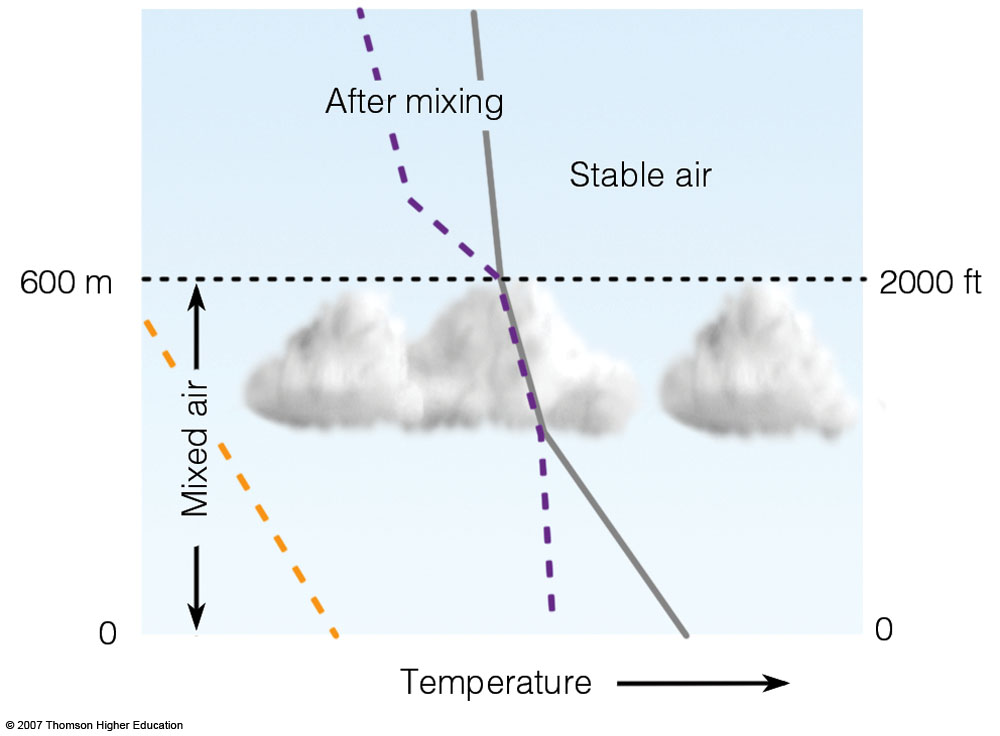 After mixing
Stable air
600 m
2000 ft
Mixed air
0
0
Temperature
© 2007 Thomson Higher Education